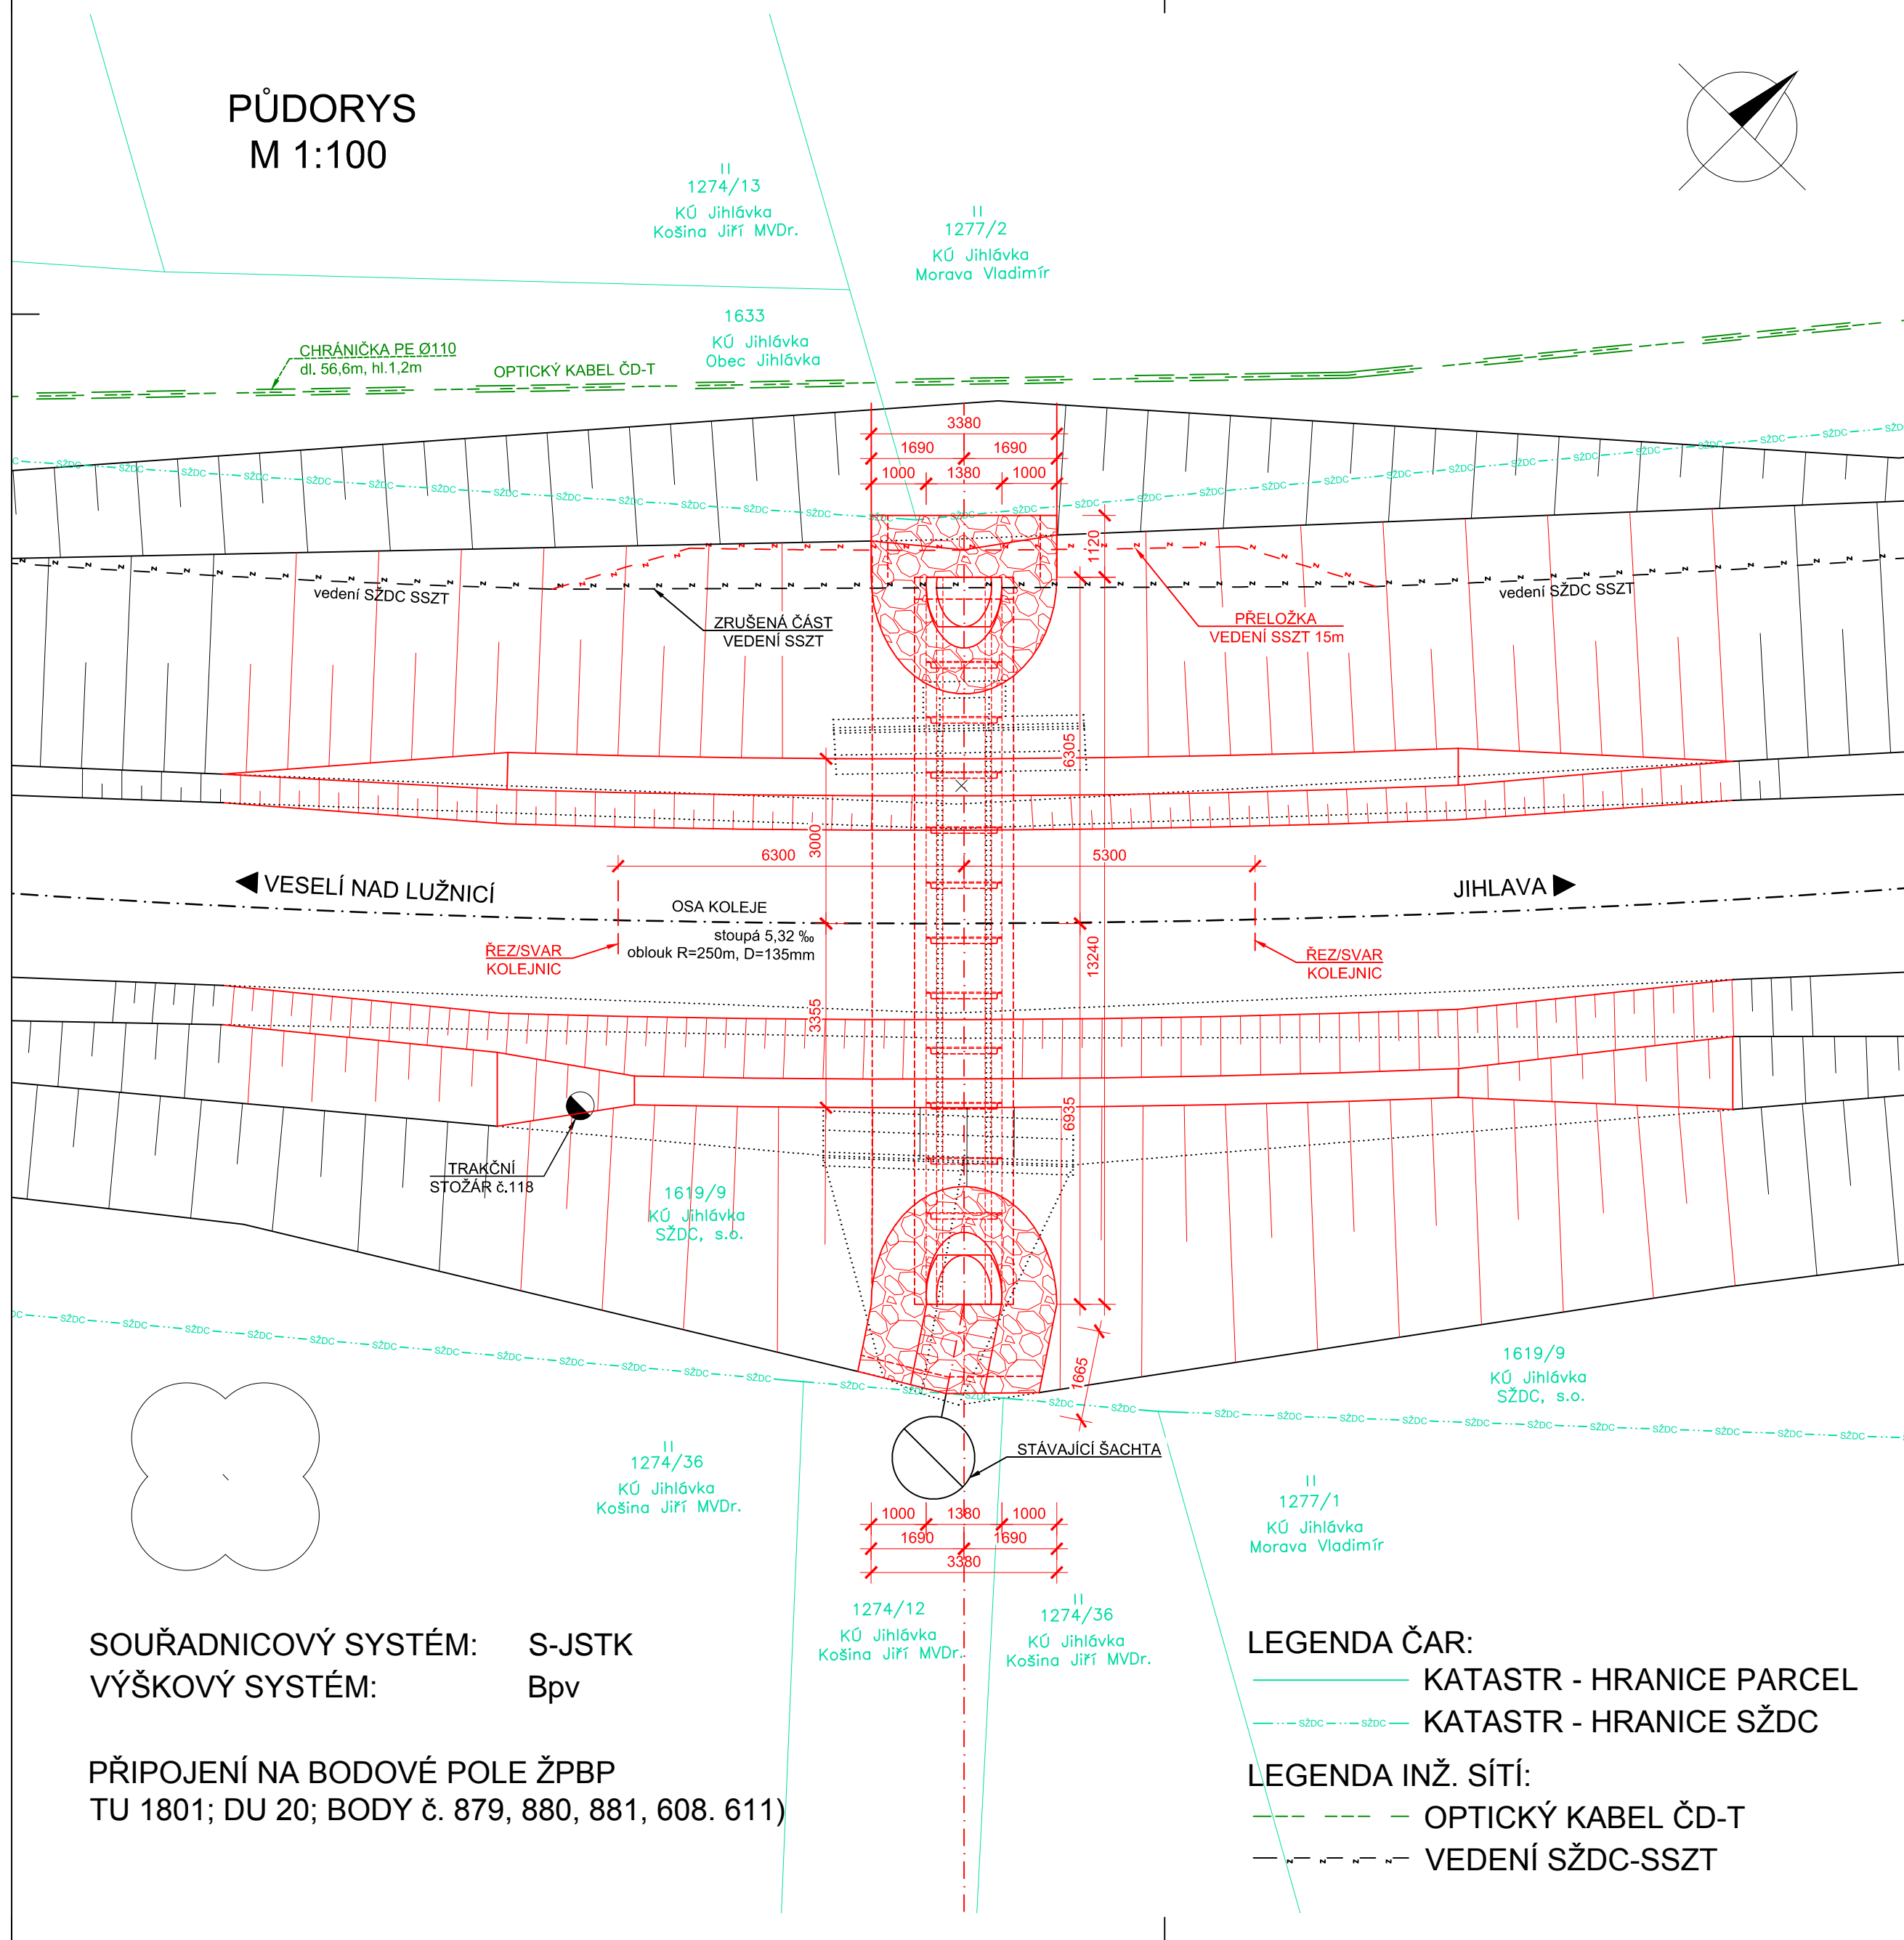 PŮDORYS
M 1:100
II
1274/13
KÚ Jihlávka
Košina Jiří MVDr.
II
1277/2
KÚ Jihlávka
Morava Vladimír
1633
KÚ Jihlávka
Obec Jihlávka
CHRÁNIČKA PE Ø110
dl. 56,6m, hl.1,2m
OPTICKÝ KABEL ČD-T
3380
1690
1690
1000
1380
1000
1120
vedení SŽDC SSZT
ZRUŠENÁ ČÁST
VEDENÍ SSZT
PŘELOŽKA
VEDENÍ SSZT 15m
vedení SŽDC SSZT
6305
3000
6300
5300
VESELÍ NAD LUŽNICÍ
JIHLAVA
OSA KOLEJE
stoupá 5,32 ‰
oblouk R=250m, D=135mm
ŘEZ/SVAR
KOLEJNIC
ŘEZ/SVAR
KOLEJNIC
13240
3355
6935
TRAKČNÍ
STOŽÁR č.118
1619/9
KÚ Jihlávka
SŽDC, s.o.
1665
1619/9
KÚ Jihlávka
SŽDC, s.o.
STÁVAJÍCÍ ŠACHTA
II
1274/36
KÚ Jihlávka
Košina Jiří MVDr.
II
1277/1
KÚ Jihlávka
Morava Vladimír
1000
1380
1000
1690
1690
3380
1274/12
KÚ Jihlávka
Košina Jiří MVDr.
II
1274/36
KÚ Jihlávka
Košina Jiří MVDr.
SOUŘADNICOVÝ SYSTÉM: S-JSTK
VÝŠKOVÝ SYSTÉM: Bpv
PŘIPOJENÍ NA BODOVÉ POLE ŽPBP
TU 1801; DU 20; BODY č. 879, 880, 881, 608. 611)
LEGENDA ČAR:
KATASTR - HRANICE PARCEL
SŽDC SŽDC KATASTR - HRANICE SŽDC
LEGENDA INŽ. SÍTÍ:
OPTICKÝ KABEL ČD-T
VEDENÍ SŽDC-SSZT